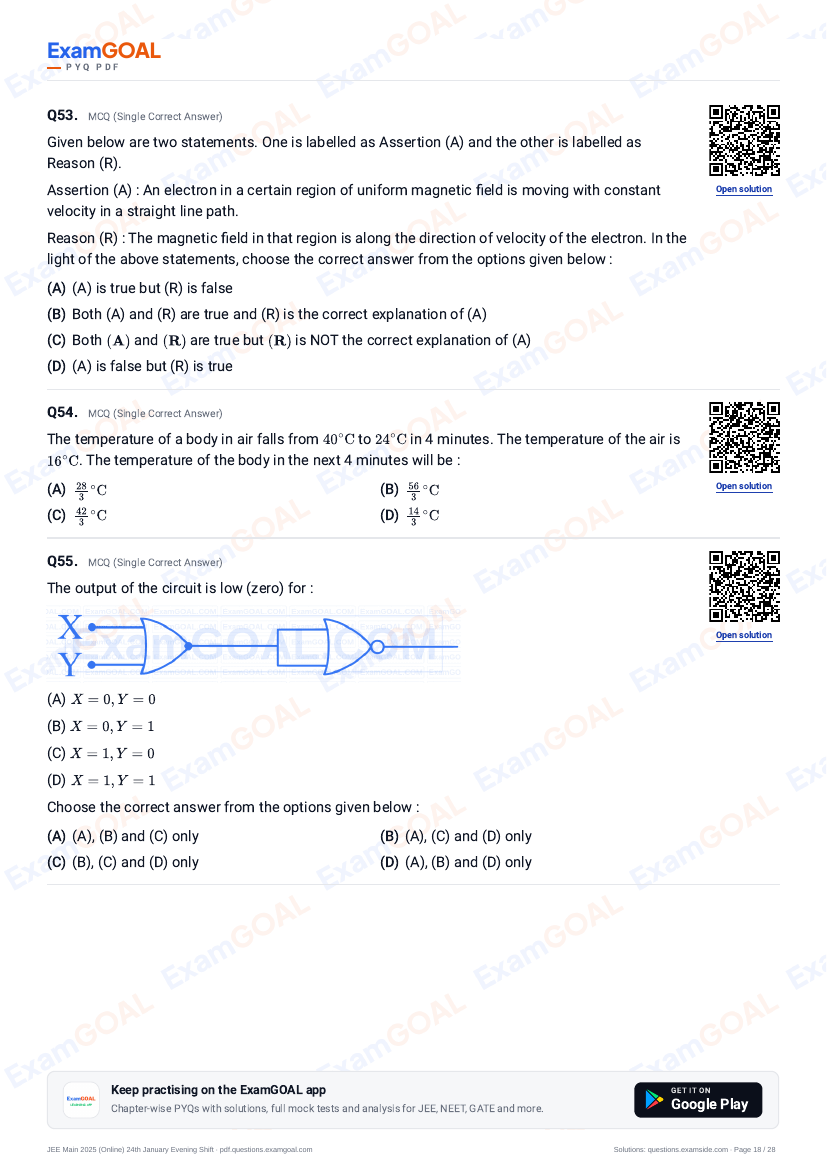 ExamGOAL
PYQ PDF
Q53. MCQ (Single Correct Answer)
Given below are two statements. One is labelled as Assertion (A) and the other is labelled as
Reason (R).
Open solution
Assertion (A) : An electron in a certain region of uniform magnetic field is moving with constant
velocity in a straight line path.
Reason (R) : The magnetic field in that region is along the direction of velocity of the electron. In the
light of the above statements, choose the correct answer from the options given below :
(A) (A) is true but (R) is false
(B) Both (A) and (R) are true and (R) is the correct explanation of (A)
(C) Both (A) and (R) are true but (R) is NOT the correct explanation of (A)
(D) (A) is false but (R) is true
Q54. MCQ (Single Correct Answer)
The temperature of a body in air falls from 40°C to 24°C in 4 minutes. The temperature of the air is
16°C. The temperature of the body in the next 4 minutes will be :
Open solution
(A) 28/3 °C (B) 56/3 °C
(C) 42/3 °C (D) 14/3 °C
Q55. MCQ (Single Correct Answer)
The output of the circuit is low (zero) for :
Open solution
X
Y
ExamGOAL.COM
(A) X = 0, Y = 0
(B) X = 0, Y = 1
(C) X = 1, Y = 0
(D) X = 1, Y = 1
Choose the correct answer from the options given below :
(A) (A), (B) and (C) only (B) (A), (C) and (D) only
(C) (B), (C) and (D) only (D) (A), (B) and (D) only
ExamGOAL
Keep practising on the ExamGOAL app
Chapter-wise PYQs with solutions, full mock tests and analysis for JEE, NEET, GATE and more.
GET IT ON
Google Play
JEE Main 2025 (Online) 24th January Evening Shift · pdf.questions.examgoal.com Solutions: questions.examside.com · Page 18 / 28